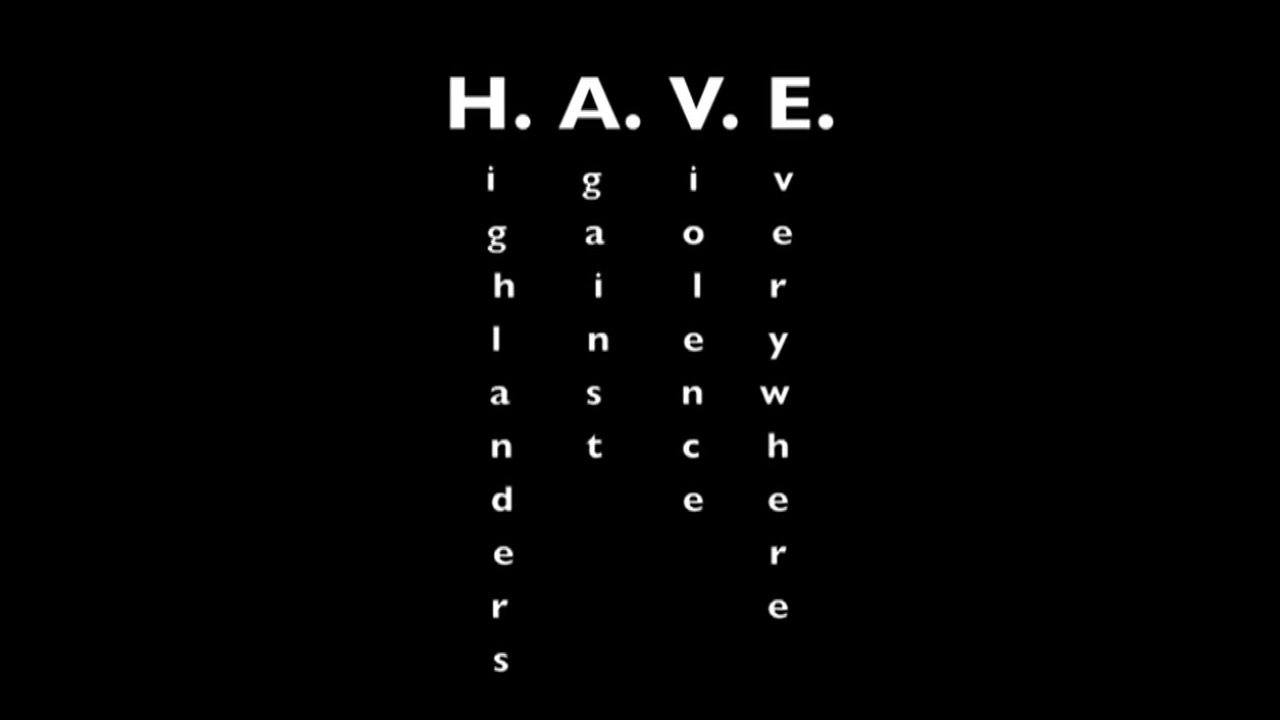 H. A. V. E.
i g i v
g a o e
h i l r
l n e y
a s n w
n t c h
d e e
e r
r e
s